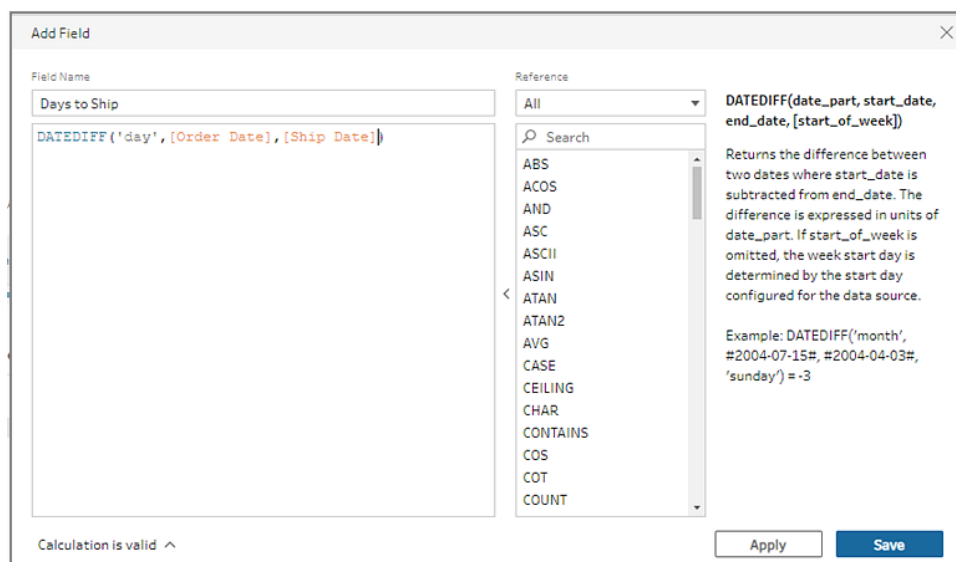 Add Field
Field Name
Days to Ship
DATEDIFF('day',[Order Date],[Ship Date])
Reference
All
Search
ABS
ACOS
AND
ASC
ASCII
ASIN
ATAN
ATAN2
AVG
CASE
CEILING
CHAR
CONTAINS
COS
COT
COUNT
DATEDIFF(date_part, start_date,
end_date, [start_of_week])
Returns the difference between
two dates where start_date is
subtracted from end_date. The
difference is expressed in units of
date_part. If start_of_week is
omitted, the week start day is
determined by the start day
configured for the data source.
Example: DATEDIFF('month',
#2004-07-15#, #2004-04-03#,
'sunday') = -3
Calculation is valid
Apply
Save